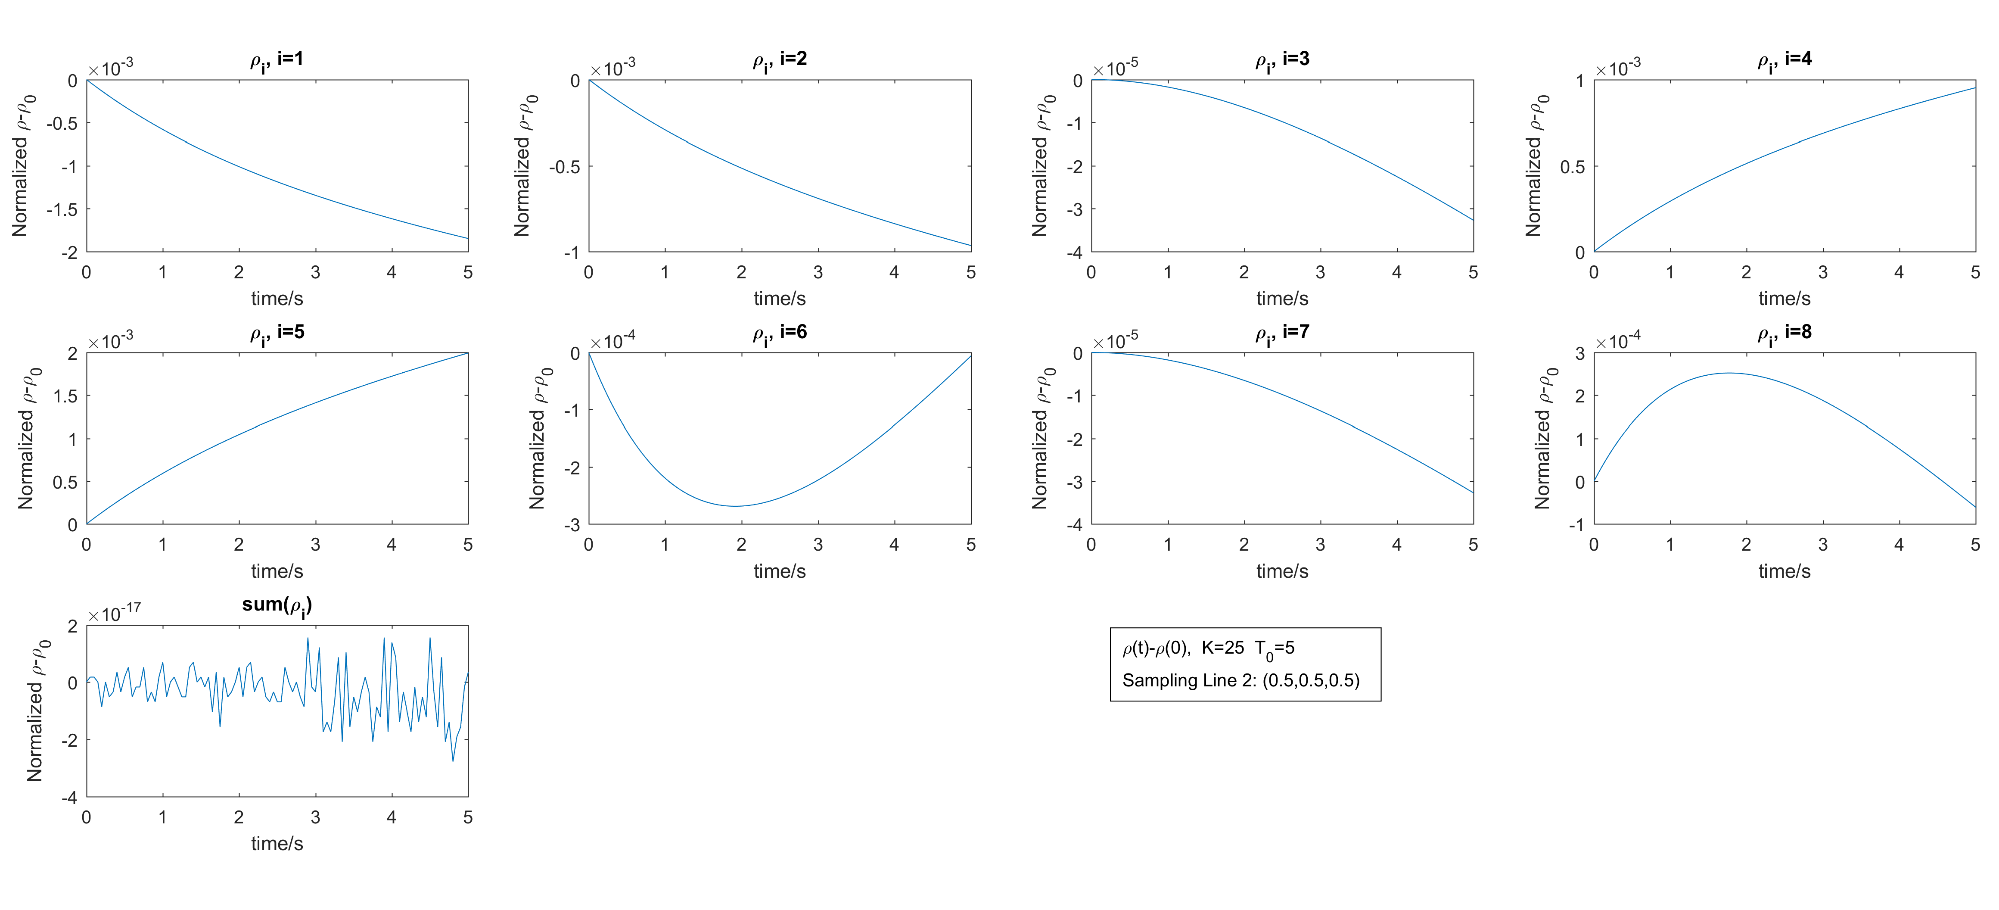 ρi, i=1
×10-3
Normalized ρ-ρ0
0
-0.5
-1
-1.5
-2
0 1 2 3 4 5
time/s
ρi, i=2
×10-3
Normalized ρ-ρ0
0
-0.5
-1
0 1 2 3 4 5
time/s
ρi, i=3
×10-5
Normalized ρ-ρ0
0
-1
-2
-3
-4
0 1 2 3 4 5
time/s
ρi, i=4
×10-3
Normalized ρ-ρ0
1
0.5
0
0 1 2 3 4 5
time/s
ρi, i=5
×10-3
Normalized ρ-ρ0
2
1.5
1
0.5
0
0 1 2 3 4 5
time/s
ρi, i=6
×10-4
Normalized ρ-ρ0
0
-1
-2
-3
0 1 2 3 4 5
time/s
ρi, i=7
×10-5
Normalized ρ-ρ0
0
-1
-2
-3
-4
0 1 2 3 4 5
time/s
ρi, i=8
×10-4
Normalized ρ-ρ0
3
2
1
0
-1
0 1 2 3 4 5
time/s
sum(ρi)
×10-17
Normalized ρ-ρ0
2
0
-2
-4
0 1 2 3 4 5
time/s
ρ(t)-ρ(0), K=25 T0=5
Sampling Line 2: (0.5,0.5,0.5)